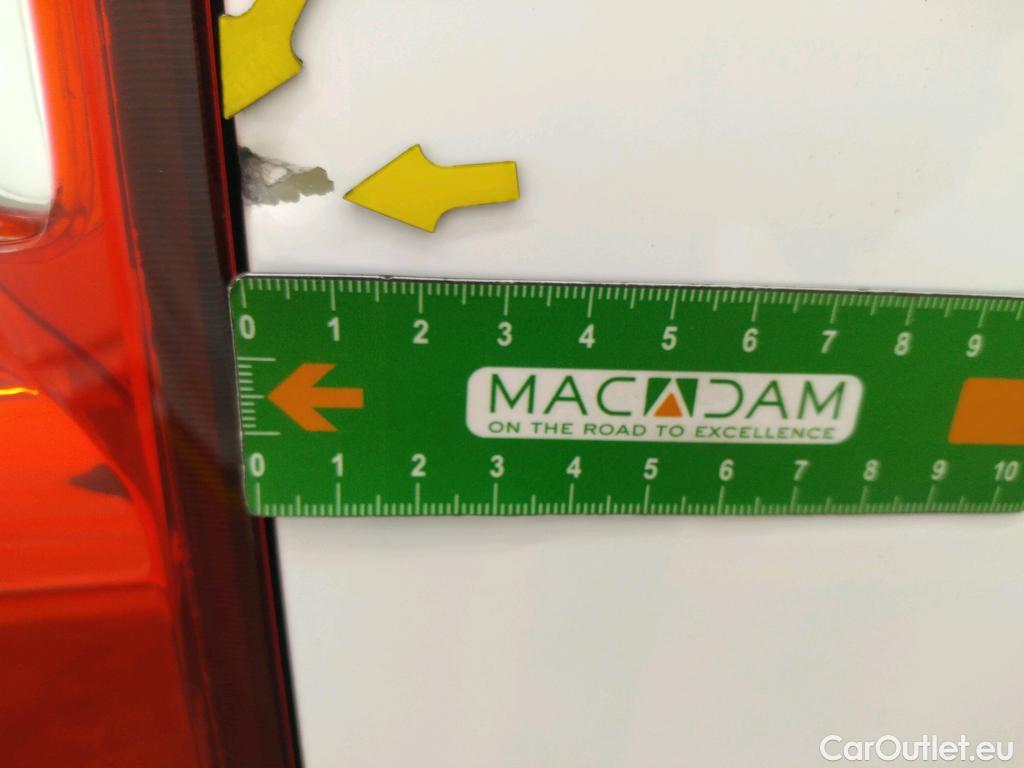 0 1 2 3 4 5 6 7 8 9
MACADAM
ON THE ROAD TO EXCELLENCE
0 1 2 3 4 5 6 7 8 9 10
CarOutlet.eu